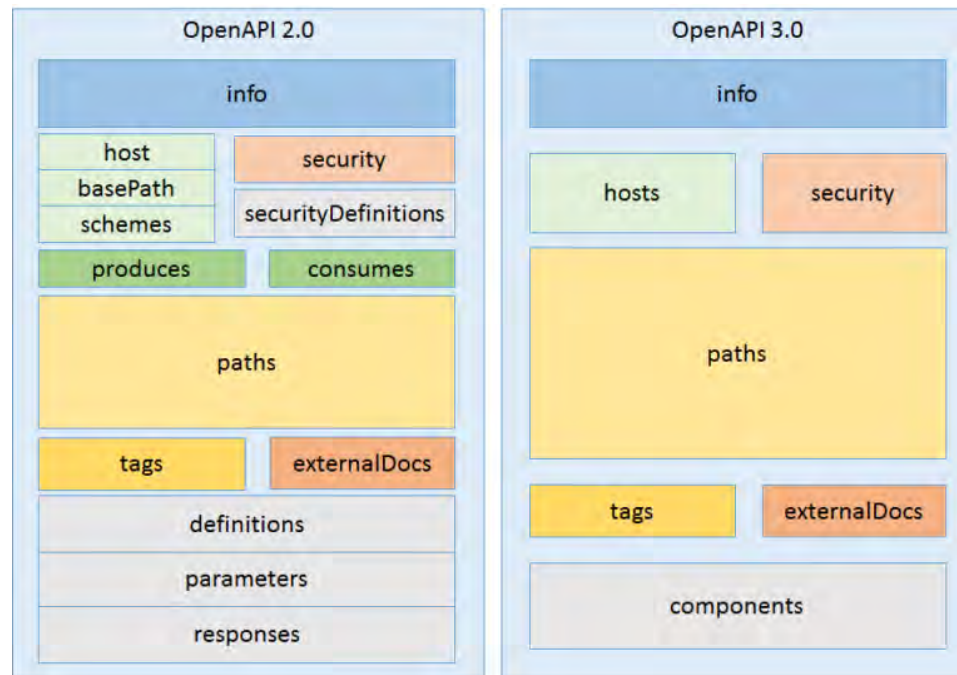 OpenAPI 2.0
info
host
basePath
schemes
security
securityDefinitions
produces
consumes
paths
tags
externalDocs
definitions
parameters
responses
OpenAPI 3.0
info
hosts
security
paths
tags
externalDocs
components